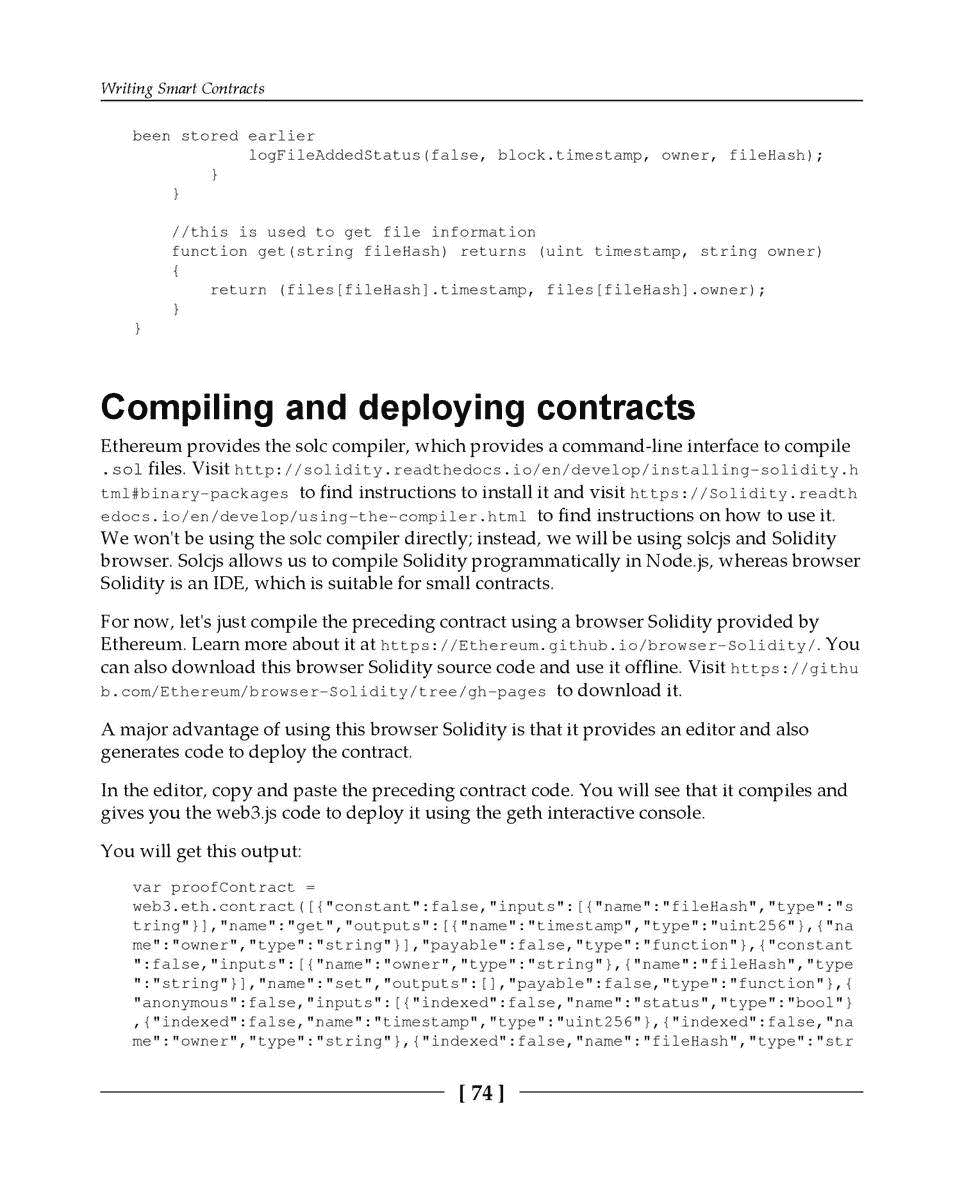 Writing Smart Contracts
been stored earlier
            logFileAddedStatus(false, block.timestamp, owner, fileHash);
        }
    }
    //this is used to get file information
    function get(string fileHash) returns (uint timestamp, string owner)
    {
        return (files[fileHash].timestamp, files[fileHash].owner);
    }
}
Compiling and deploying contracts
Ethereum provides the solc compiler, which provides a command-line interface to compile
.sol files. Visit http://solidity.readthedocs.io/en/develop/installing-solidity.h
tml#binary-packages to find instructions to install it and visit https://Solidity.readth
edocs.io/en/develop/using-the-compiler.html to find instructions on how to use it.
We won't be using the solc compiler directly; instead, we will be using solcjs and Solidity
browser. Solcjs allows us to compile Solidity programmatically in Node.js, whereas browser
Solidity is an IDE, which is suitable for small contracts.
For now, let's just compile the preceding contract using a browser Solidity provided by
Ethereum. Learn more about it at https://Ethereum.github.io/browser-Solidity/. You
can also download this browser Solidity source code and use it offline. Visit https://githu
b.com/Ethereum/browser-Solidity/tree/gh-pages to download it.
A major advantage of using this browser Solidity is that it provides an editor and also
generates code to deploy the contract.
In the editor, copy and paste the preceding contract code. You will see that it compiles and
gives you the web3.js code to deploy it using the geth interactive console.
You will get this output:
var proofContract =
web3.eth.contract([{"constant":false,"inputs":[{"name":"fileHash","type":"s
tring"}],"name":"get","outputs":[{"name":"timestamp","type":"uint256"},{"na
me":"owner","type":"string"}],"payable":false,"type":"function"},{"constant
":false,"inputs":[{"name":"owner","type":"string"},{"name":"fileHash","type
":"string"}],"name":"set","outputs":[],"payable":false,"type":"function"},{
"anonymous":false,"inputs":[{"indexed":false,"name":"status","type":"bool"}
,{"indexed":false,"name":"timestamp","type":"uint256"},{"indexed":false,"na
me":"owner","type":"string"},{"indexed":false,"name":"fileHash","type":"str
[ 74 ]